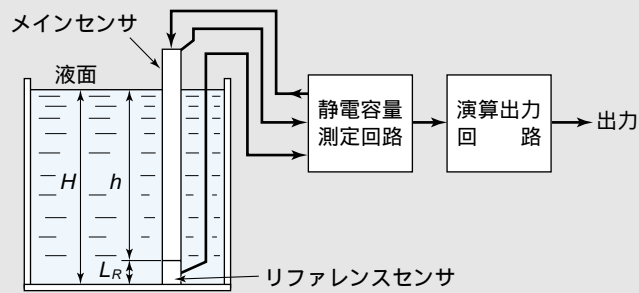 メインセンサ
液面
静電容量
測定回路
演算出力
回　　路
出力
H
h
LR
リファレンスセンサ